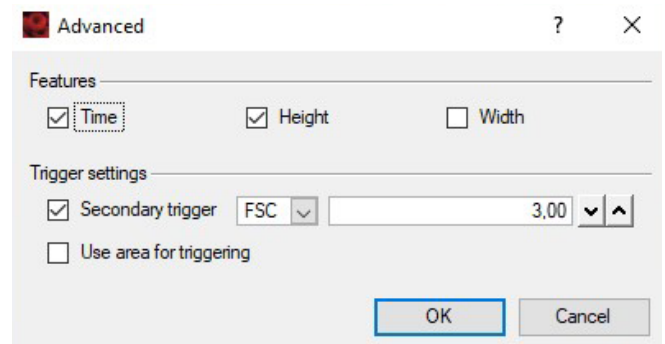 Advanced
?
Features
Time Height Width
Trigger settings
Secondary trigger FSC 3,00
Use area for triggering
OK Cancel